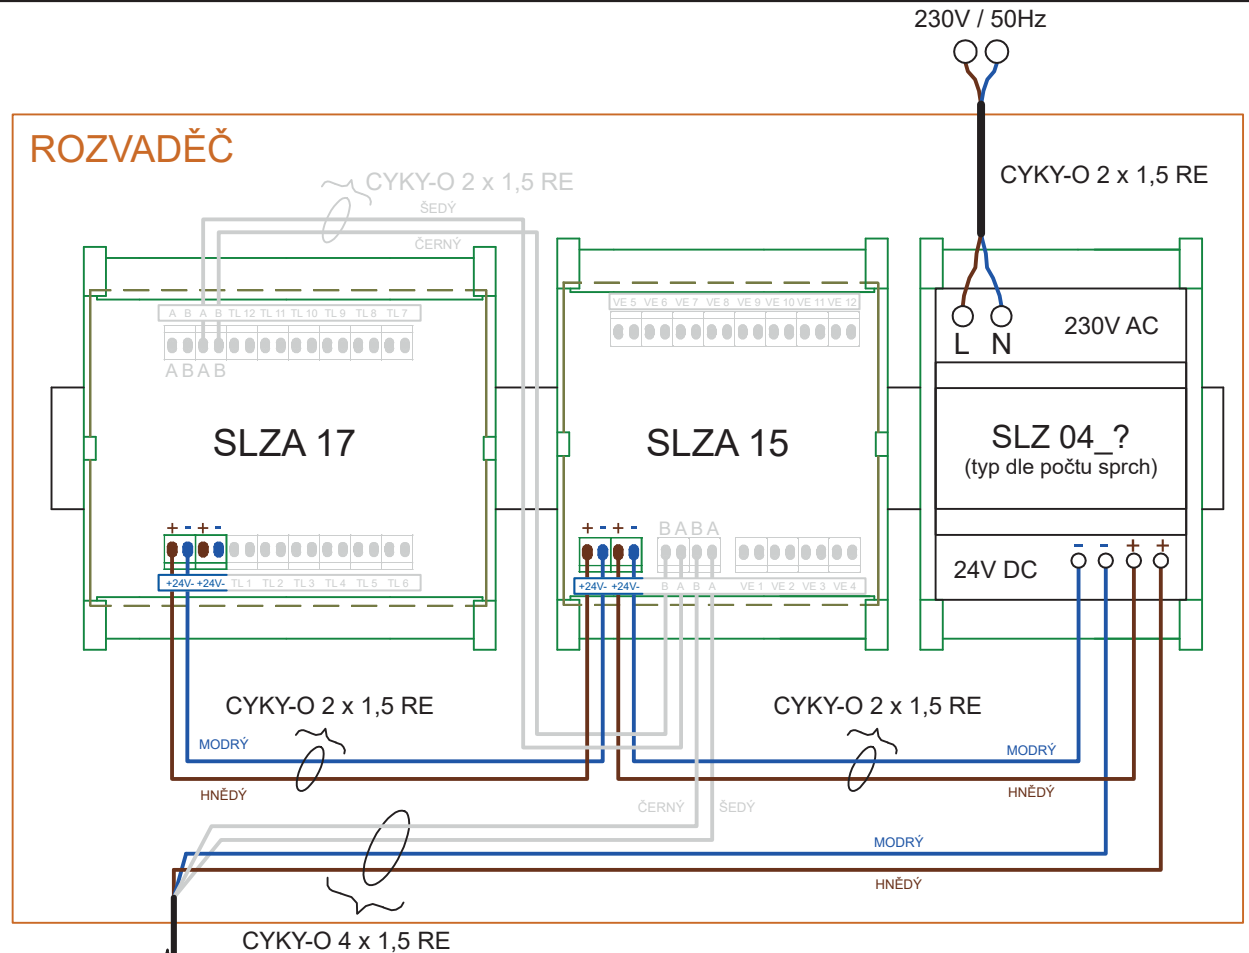 230V / 50Hz
ROZVADĚČ
CYKY-O 2 x 1,5 RE
CYKY-O 2 x 1,5 RE
ŠEDÝ
ČERNÝ
A B A B TL 12 TL 11 TL 10 TL 9 TL 8 TL 7
A B A B
VE 5 VE 6 VE 7 VE 8 VE 9 VE 10 VE 11 VE 12
L N
230V AC
SLZA 17
SLZA 15
SLZ 04_?
(typ dle počtu sprch)
+ - + -
+24V- +24V- TL 1 TL 2 TL 3 TL 4 TL 5 TL 6
+ - + -
B A B A
+24V- +24V- B A B A VE 1 VE 2 VE 3 VE 4
- - + +
24V DC
CYKY-O 2 x 1,5 RE
CYKY-O 2 x 1,5 RE
MODRÝ
MODRÝ
HNĚDÝ
HNĚDÝ
ČERNÝ
ŠEDÝ
MODRÝ
HNĚDÝ
CYKY-O 4 x 1,5 RE